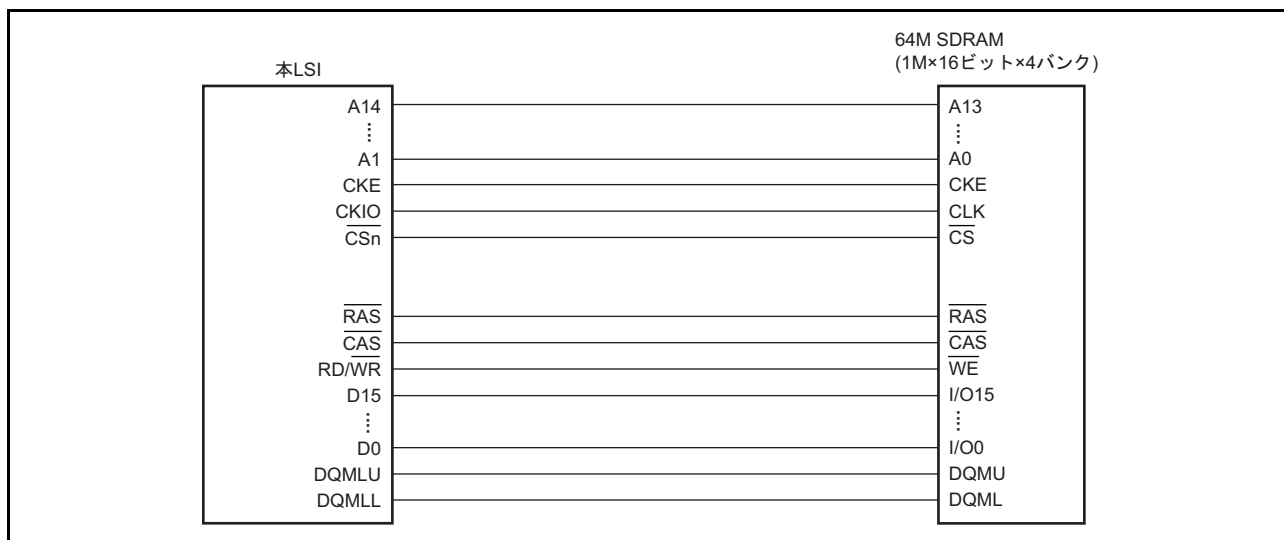 本LSI
64M SDRAM
(1M×16ビット×4バンク)
A14
A13
A1
A0
CKE
CKE
CKIO
CLK
CSn
CS
RAS
RAS
CAS
CAS
RD/WR
WE
D15
I/O15
D0
I/O0
DQMLU
DQMU
DQMLL
DQML